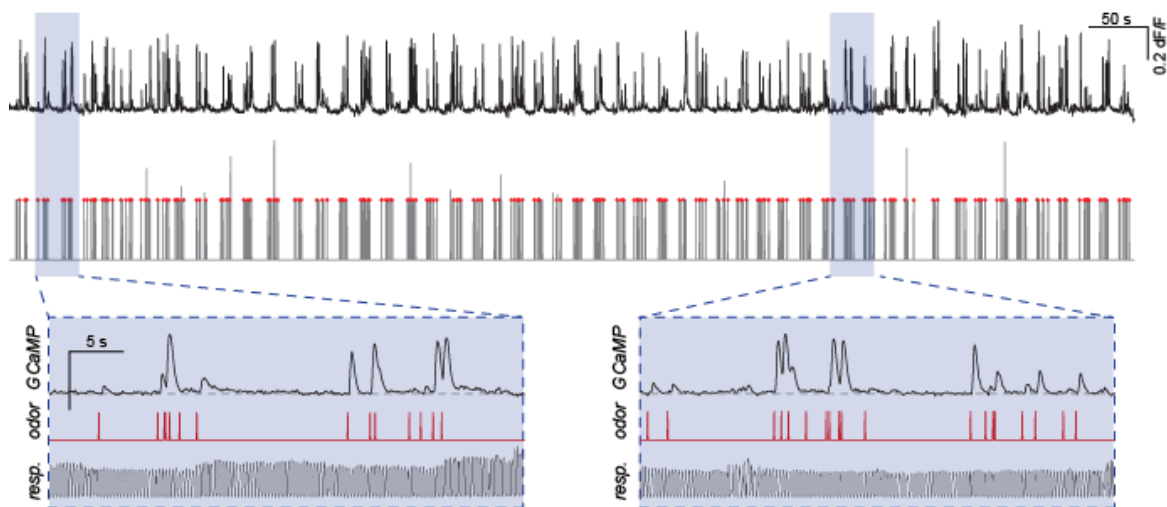 50 s
0.2 dF/F
GCaMP
5 s
odor
resp.
GCaMP
odor
resp.